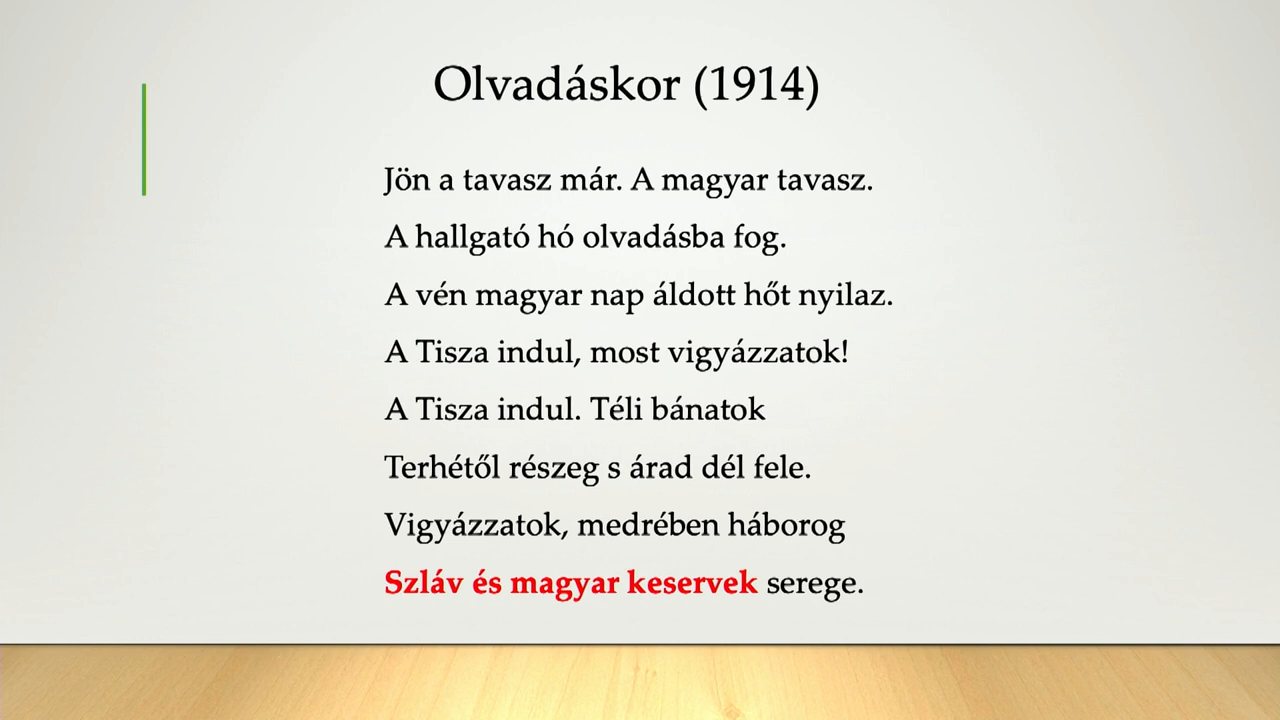 Olvadáskor (1914)
Jön a tavasz már. A magyar tavasz.
A hallgató hó olvadásba fog.
A vén magyar nap áldott hőt nyilaz.
A Tisza indul, most vigyázzatok!
A Tisza indul. Téli bánatok
Terhétől részeg s árad dél fele.
Vigyázzatok, medrében háborog
Szláv és magyar keservek serege.